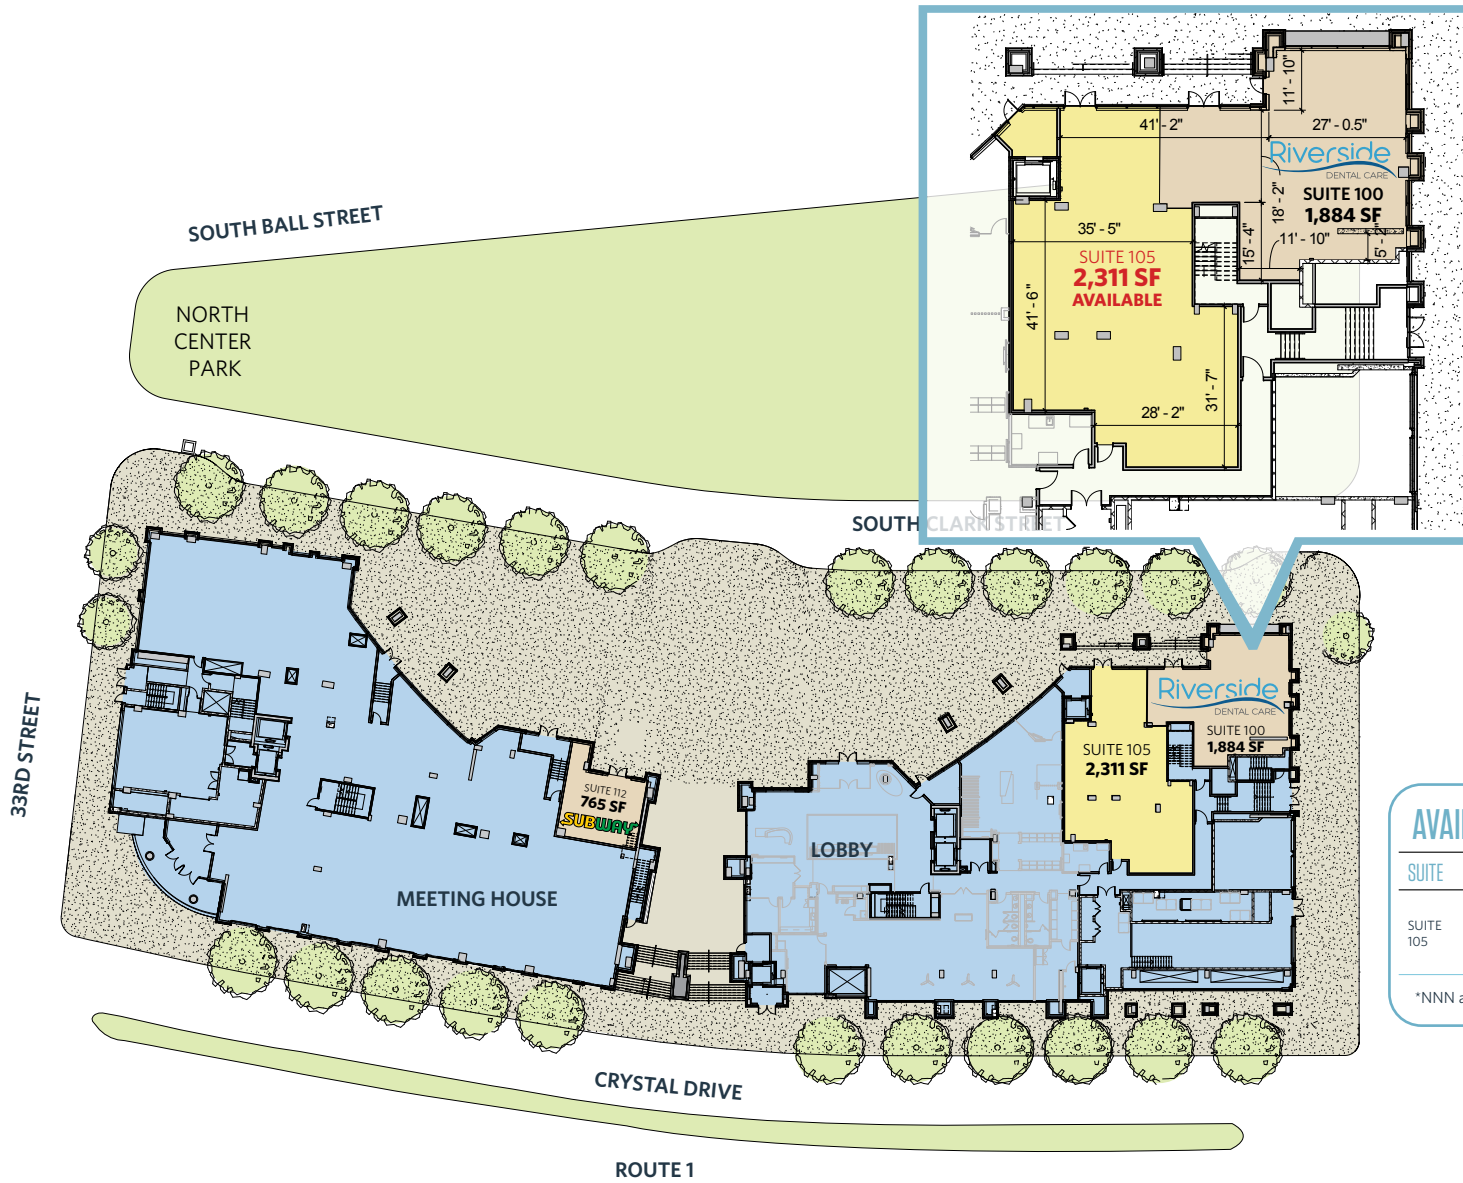 SOUTH BALL STREET
NORTH
CENTER
PARK
41' - 2"
11' - 10"
27' - 0.5"
Riverside
DENTAL CARE
SUITE 100
1,884 SF
18' - 2"
15' - 4"
11' - 10"
5' - 2"
35' - 5"
SUITE 105
2,311 SF
AVAILABLE
41' - 6"
28' - 2"
31' - 7"
SOUTH CLARK STREET
33RD STREET
Riverside
DENTAL CARE
SUITE 100
1,884 SF
SUITE 105
2,311 SF
SUITE 112
765 SF
SUBWAY
LOBBY
MEETING HOUSE
CRYSTAL DRIVE
ROUTE 1
SUITE
SUITE
105
*NNN